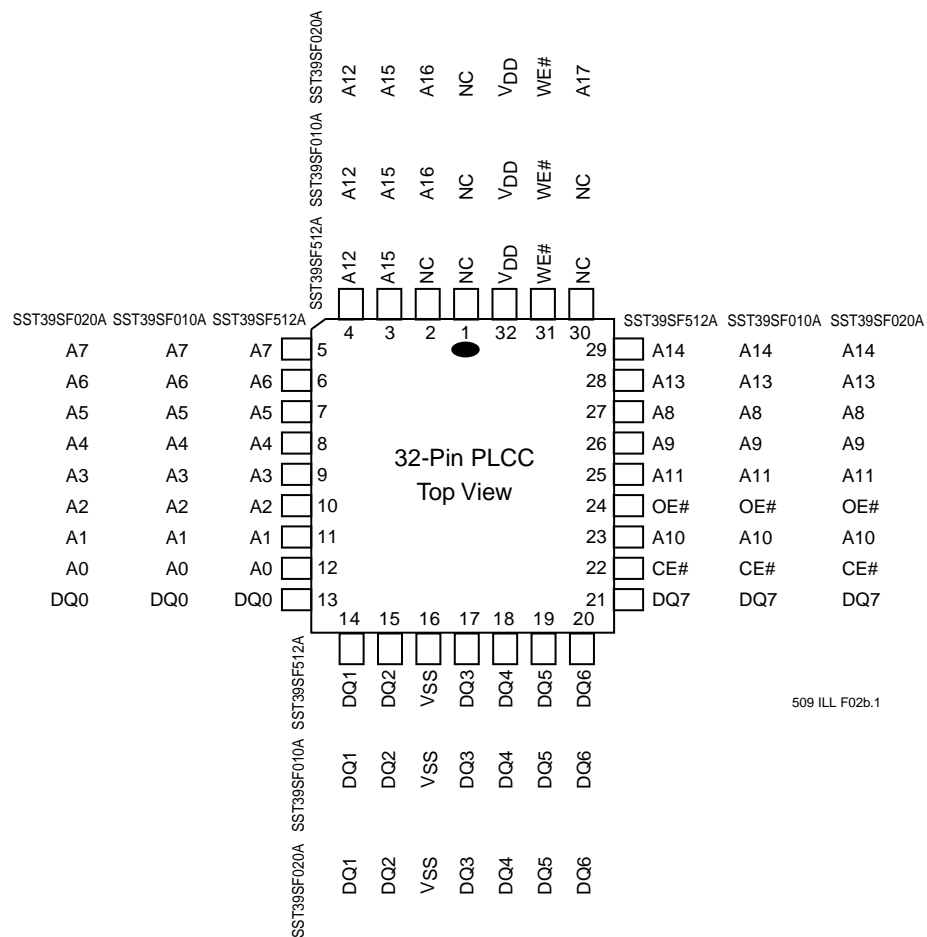 SST39SF020A A12 A15 A16 NC VDD WE# A17
SST39SF010A A12 A15 A16 NC VDD WE# NC
SST39SF512A A12 A15 NC NC VDD WE# NC
4 3 2 1 32 31 30
SST39SF020A SST39SF010A SST39SF512A SST39SF512A SST39SF010A SST39SF020A
A7 A7 A7 5 29 A14 A14 A14
A6 A6 A6 6 28 A13 A13 A13
A5 A5 A5 7 27 A8 A8 A8
A4 A4 A4 8 26 A9 A9 A9
32-Pin PLCC
A3 A3 A3 9 25 A11 A11 A11
Top View
A2 A2 A2 10 24 OE# OE# OE#
A1 A1 A1 11 23 A10 A10 A10
A0 A0 A0 12 22 CE# CE# CE#
DQ0 DQ0 DQ0 13 21 DQ7 DQ7 DQ7
14 15 16 17 18 19 20
SST39SF512A DQ1 DQ2 VSS DQ3 DQ4 DQ5 DQ6
509 ILL F02b.1
SST39SF010A DQ1 DQ2 VSS DQ3 DQ4 DQ5 DQ6
SST39SF020A DQ1 DQ2 VSS DQ3 DQ4 DQ5 DQ6